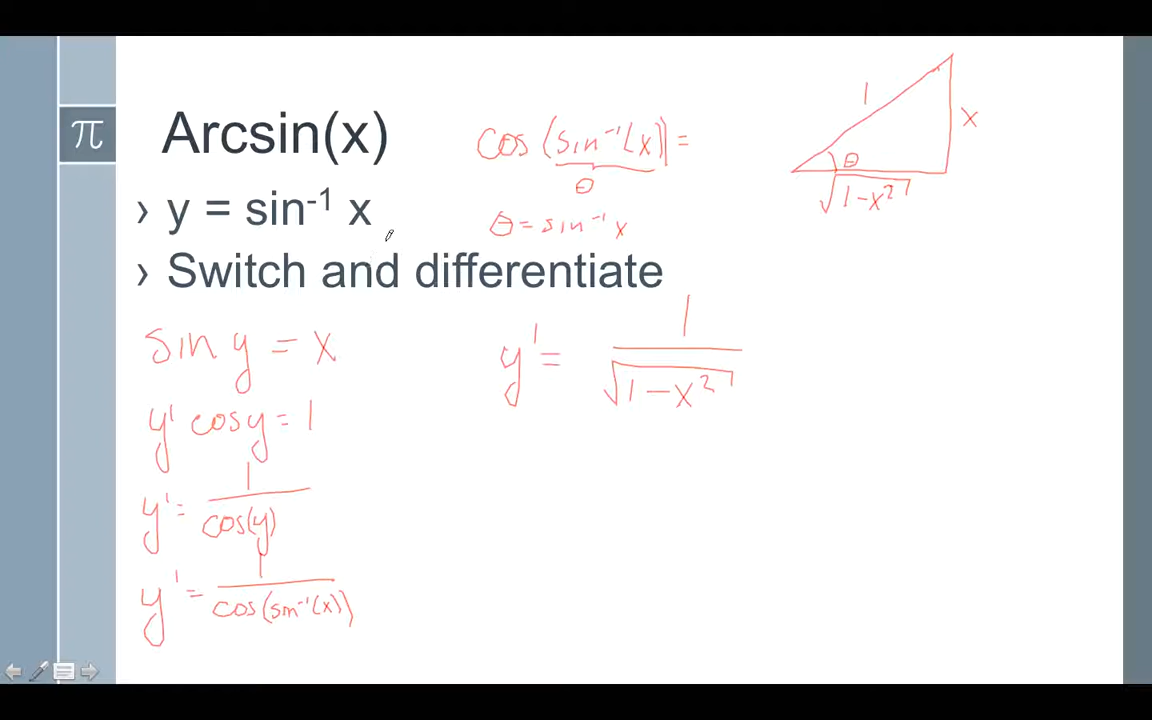 π
Arcsin(x)
› y = sin⁻¹ x
› Switch and differentiate
sin y = x
y' cos y = 1
y' = 1/cos(y)
y' = 1/cos(sin⁻¹(x))
cos(sin⁻¹(x)) =
θ
θ = sin⁻¹ x
y' = 1/√(1-x²)
1
x
θ
√(1-x²)